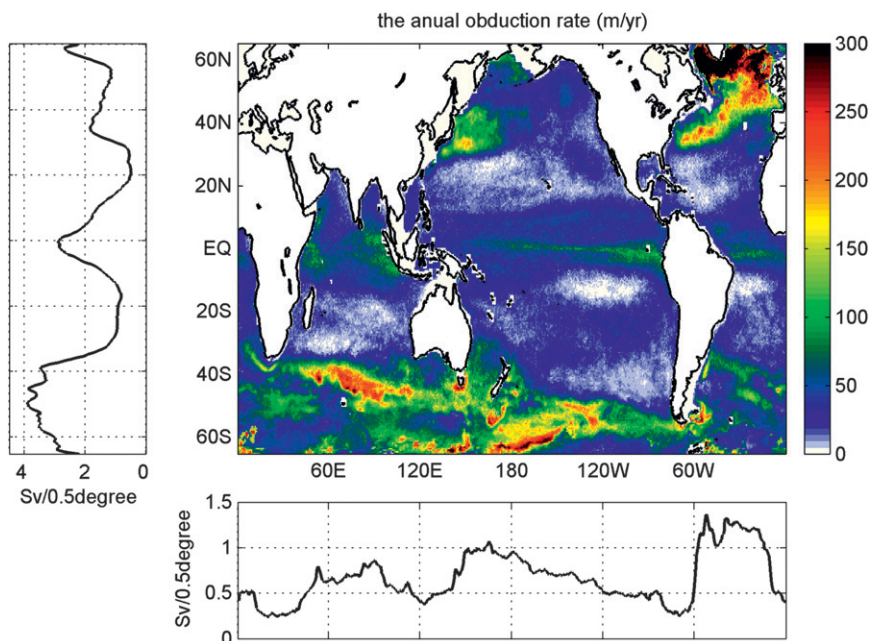 the anual obduction rate (m/yr)
60N
40N
20N
EQ
20S
40S
60S
60E 120E 180 120W 60W
300
250
200
150
100
50
0
4 2 0
Sv/0.5degree
1.5
1
0.5
0
Sv/0.5degree